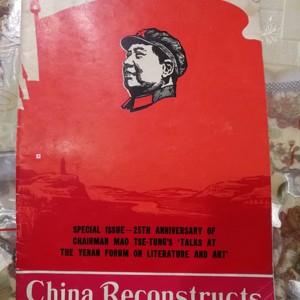 SPECIAL ISSUE—25TH ANNIVERSARY OF
CHAIRMAN MAO TSE-TUNG'S 'TALKS AT
THE YENAN FORUM ON LITERATURE AND ART'
China Reconstructs